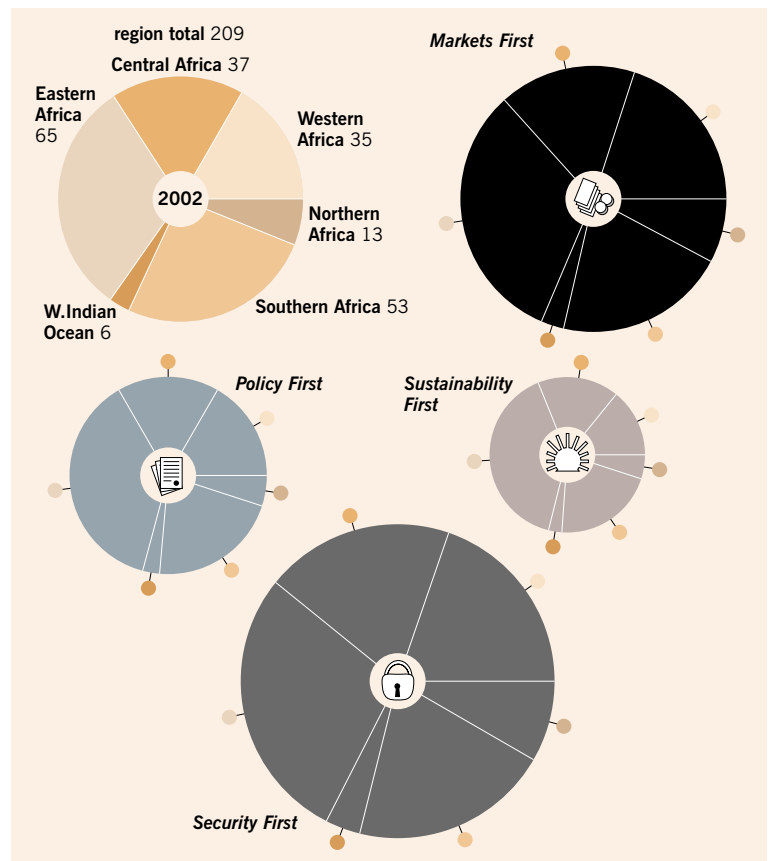 region total 209
Central Africa 37
Eastern
Africa
65
Western
Africa 35
2002
Northern
Africa 13
W.Indian
Ocean 6
Southern Africa 53
Markets First
Policy First
Sustainability
First
Security First